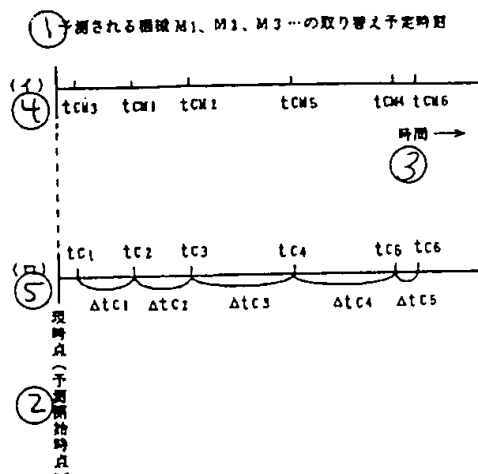 ① 予測される機械M1、M2、M3…の取り替え予定時刻
(イ)
④
tCM3 tCM1 tCM2 tCM5 tCM4 tCM6
時間 →
③
(ロ)
⑤
tC1 tC2 tC3 tC4 tC6 tC6
ΔtC1 ΔtC2 ΔtC3 ΔtC4 ΔtC5
② 現時点(予測開始時点)